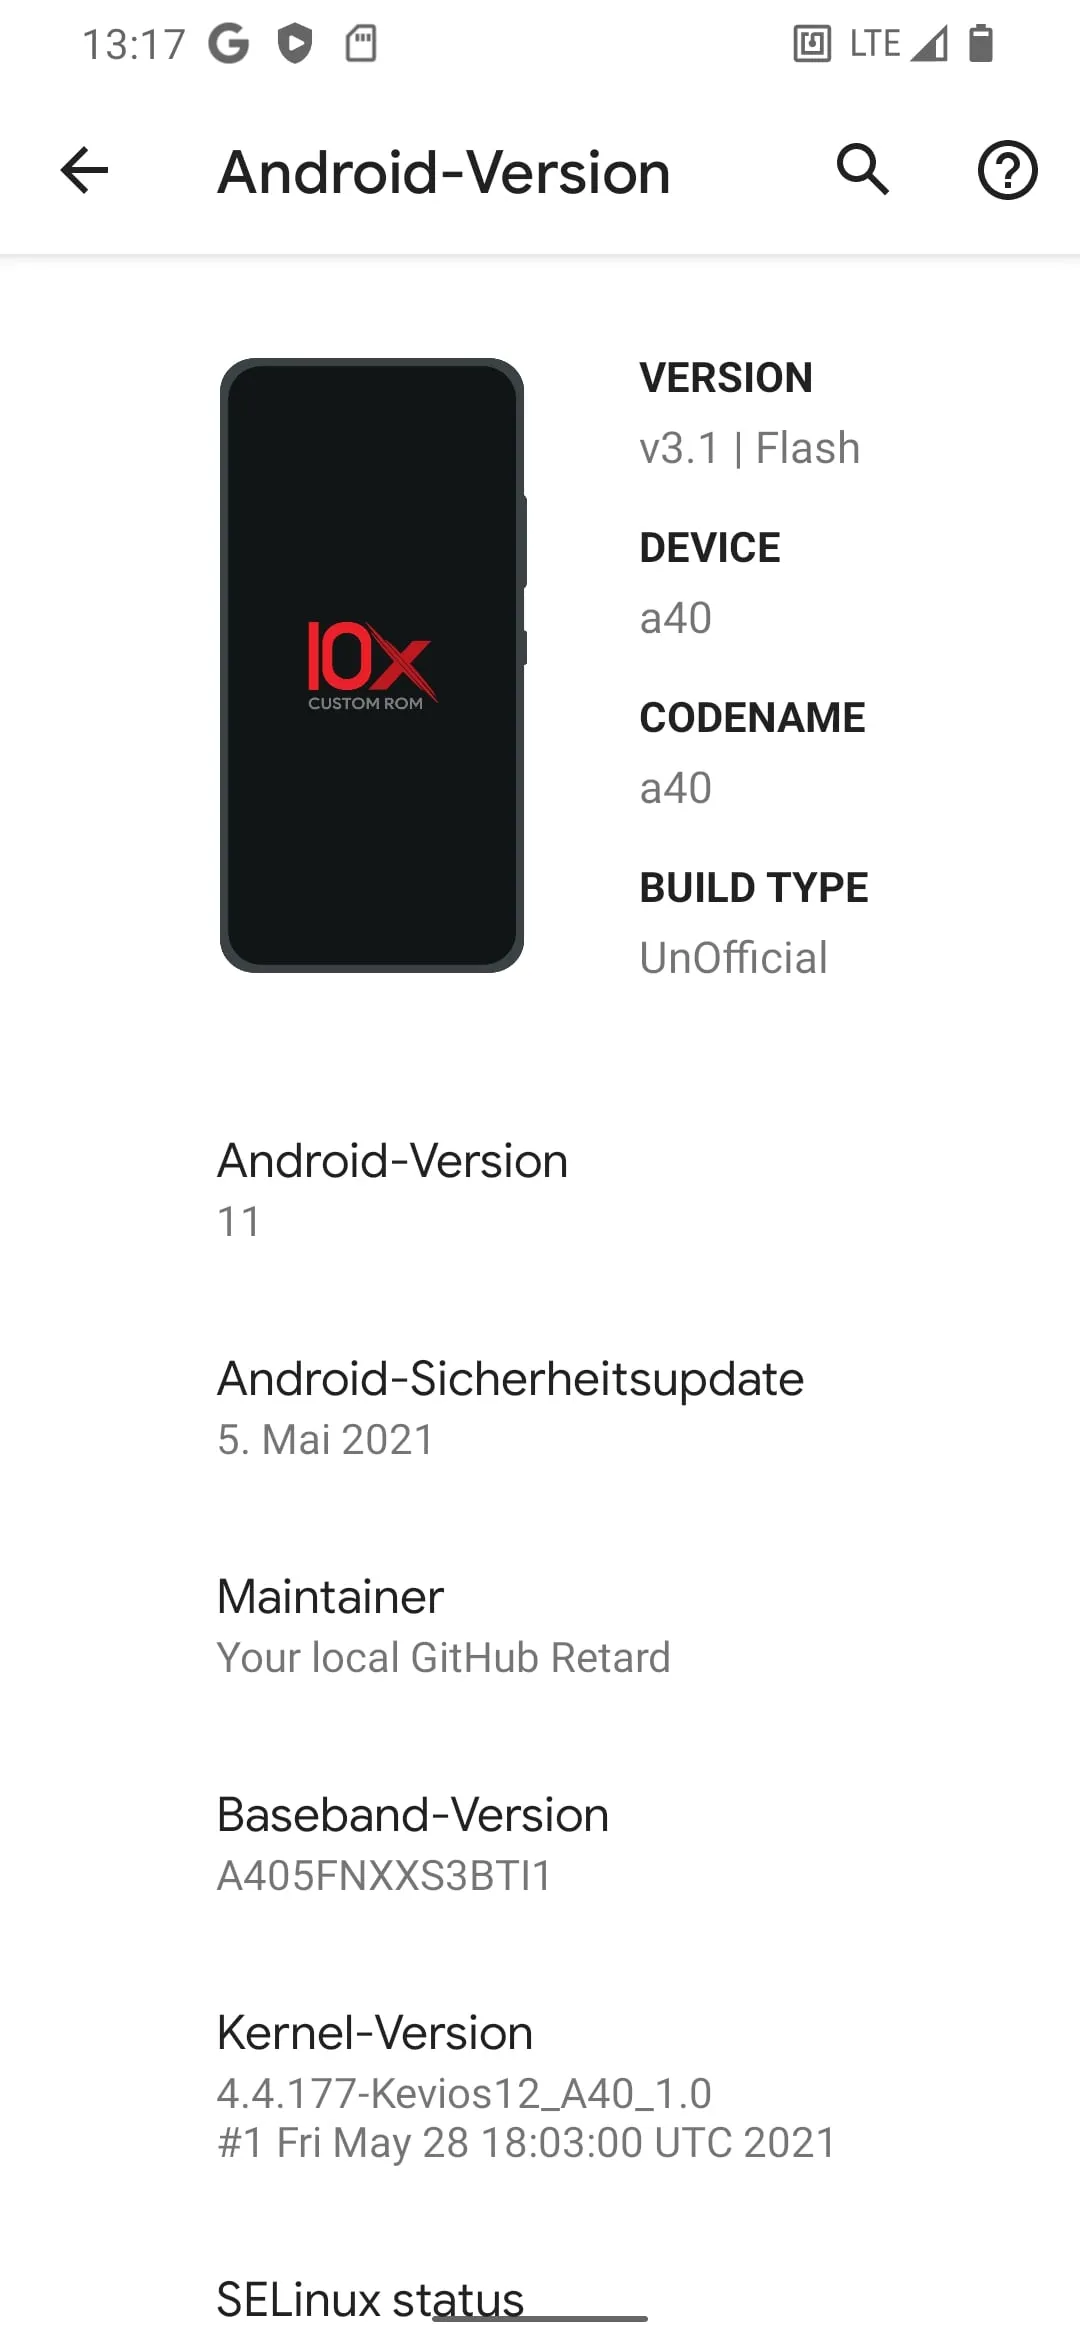 13:17
LTE
Android-Version
VERSION
v3.1 | Flash
DEVICE
a40
CODENAME
a40
BUILD TYPE
UnOfficial
10x
CUSTOM ROM
Android-Version
11
Android-Sicherheitsupdate
5. Mai 2021
Maintainer
Your local GitHub Retard
Baseband-Version
A405FNXXS3BTI1
Kernel-Version
4.4.177-Kevios12_A40_1.0
#1 Fri May 28 18:03:00 UTC 2021
SELinux status